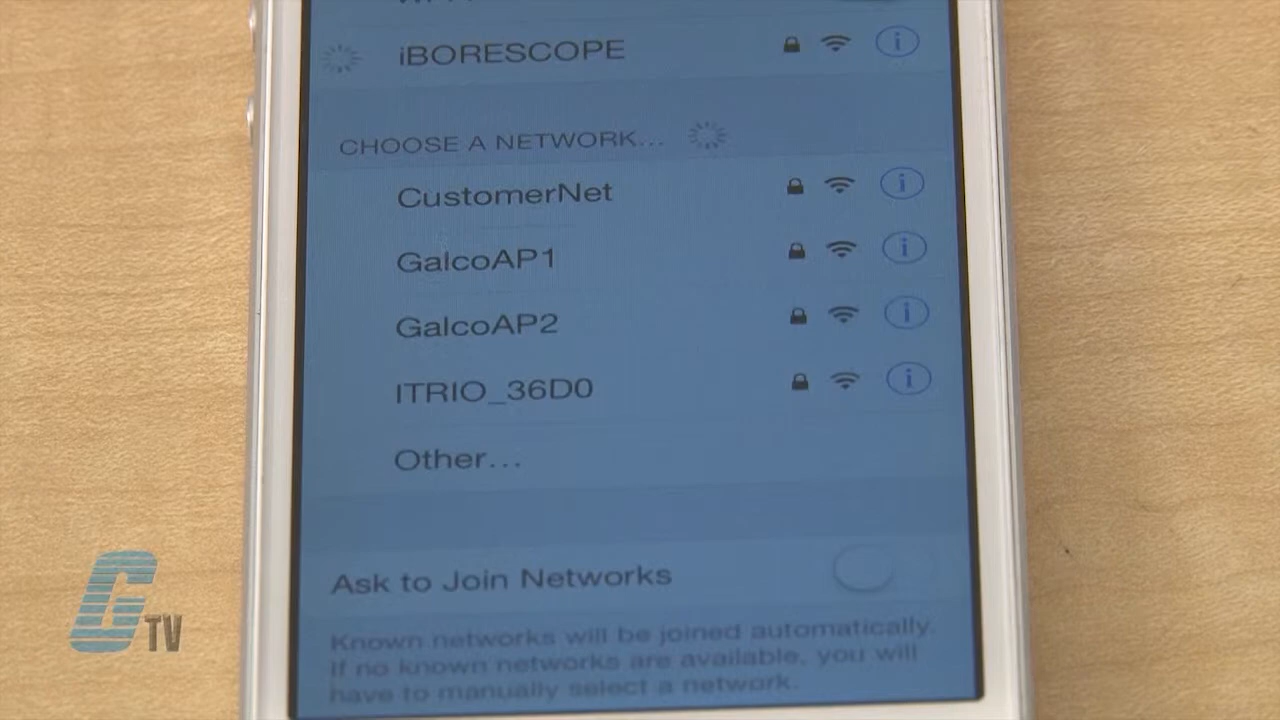 iBORESCOPE
CHOOSE A NETWORK...
CustomerNet
GalcoAP1
GalcoAP2
ITRIO_36D0
Other...
Ask to Join Networks
Known networks will be joined automatically.
If no known networks are available, you will
have to manually select a network.
G TV